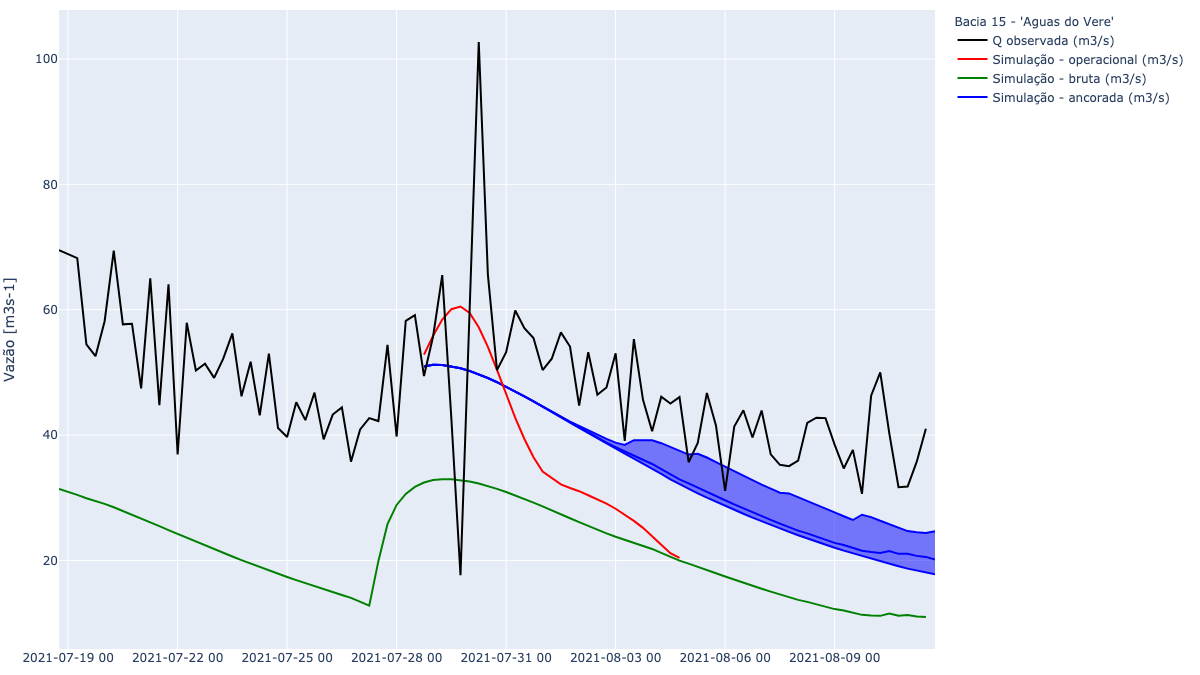 Bacia 15 - 'Aguas do Vere'
Q observada (m3/s)
Simulação - operacional (m3/s)
Simulação - bruta (m3/s)
Simulação - ancorada (m3/s)
Vazão [m3s-1]
100
80
60
40
20
2021-07-19 00
2021-07-22 00
2021-07-25 00
2021-07-28 00
2021-07-31 00
2021-08-03 00
2021-08-06 00
2021-08-09 00